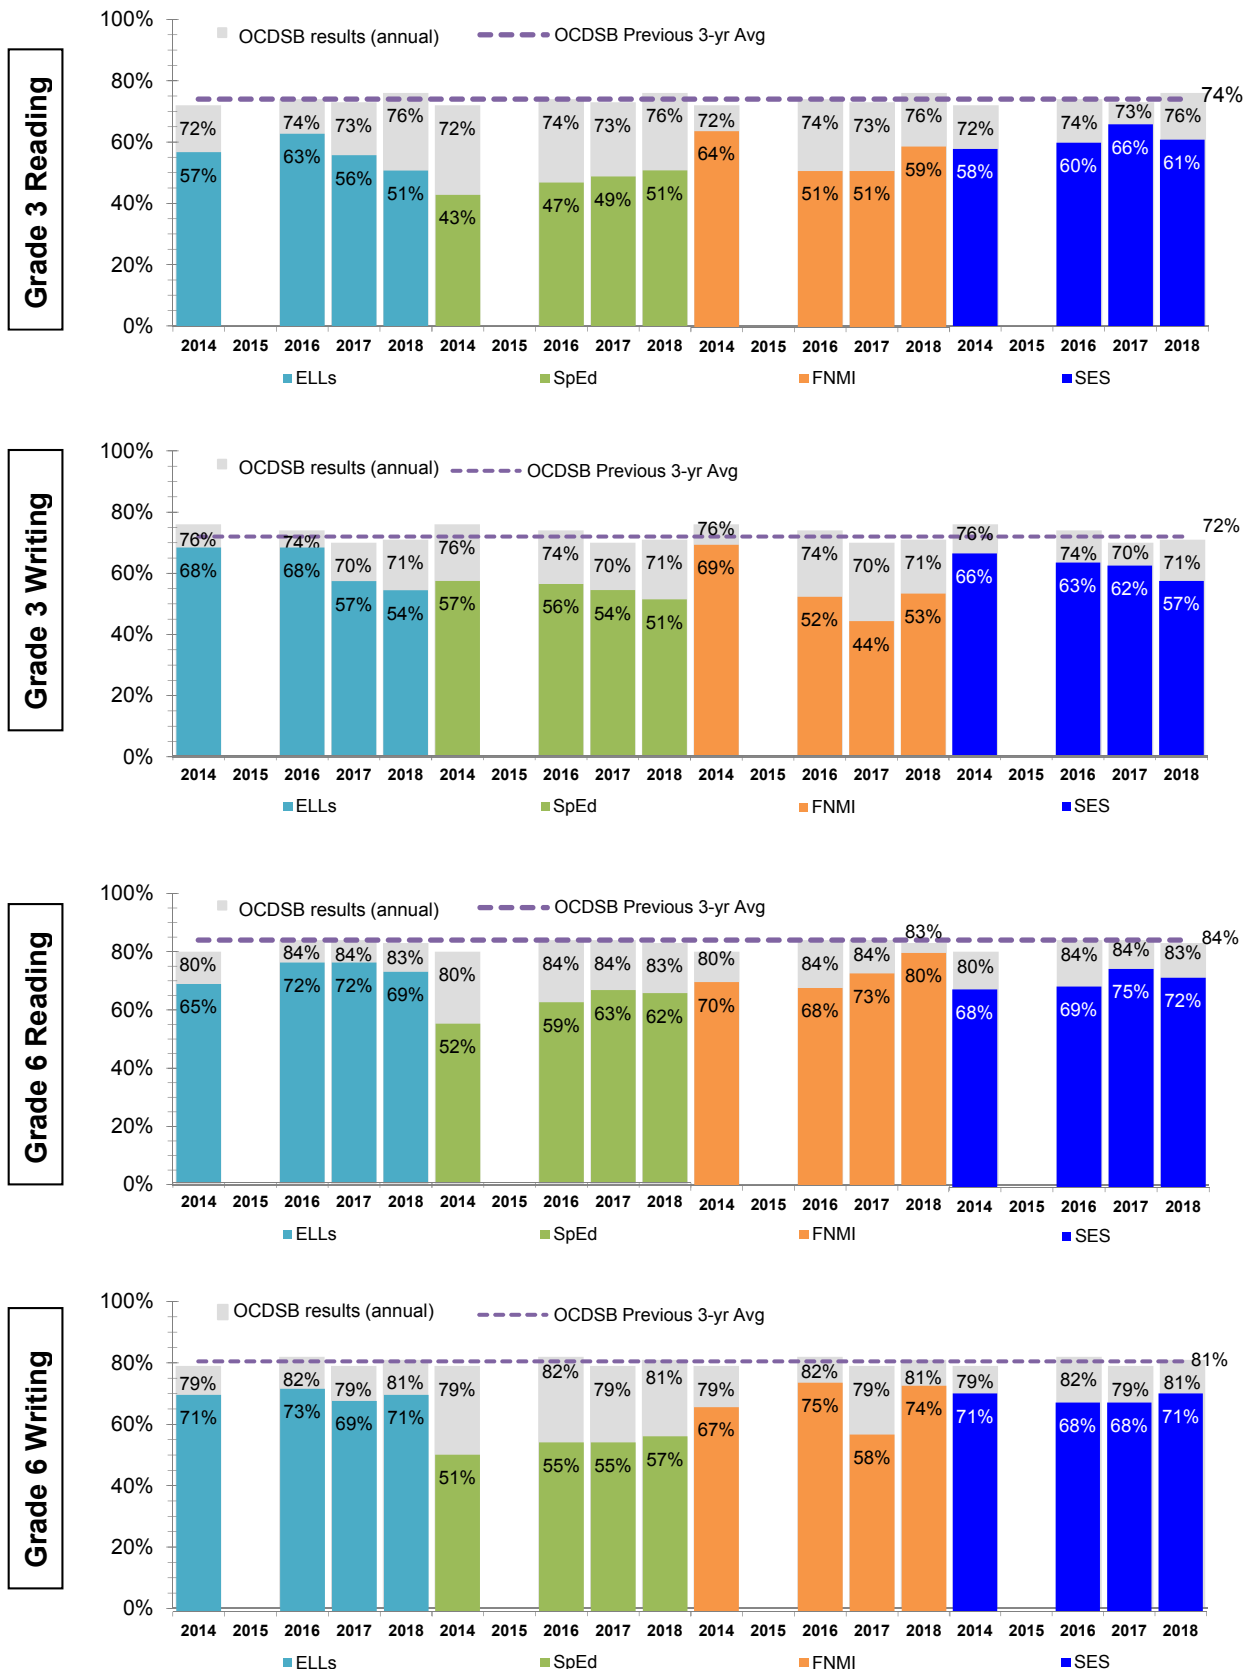 Grade 3 Reading
100%
80%
60%
40%
20%
0%
OCDSB results (annual) OCDSB Previous 3-yr Avg
74%
72% 74% 73% 76% 72% 74% 73% 76% 72% 74% 73% 76% 72% 74% 73% 76%
57% 63% 56% 51% 43% 47% 49% 51% 64% 51% 51% 59% 58% 60% 66% 61%
2014 2015 2016 2017 2018 2014 2015 2016 2017 2018 2014 2015 2016 2017 2018 2014 2015 2016 2017 2018
ELLs SpEd FNMI SES
Grade 3 Writing
100%
80%
60%
40%
20%
0%
OCDSB results (annual) OCDSB Previous 3-yr Avg
72%
76% 74% 70% 71% 76% 74% 70% 71% 76% 74% 70% 71% 76% 74% 70% 71%
68% 68% 57% 54% 57% 56% 54% 51% 69% 52% 44% 53% 66% 63% 62% 57%
2014 2015 2016 2017 2018 2014 2015 2016 2017 2018 2014 2015 2016 2017 2018 2014 2015 2016 2017 2018
ELLs SpEd FNMI SES
Grade 6 Reading
100%
80%
60%
40%
20%
0%
OCDSB results (annual) OCDSB Previous 3-yr Avg
84%
80% 84% 84% 83% 80% 84% 84% 83% 80% 84% 84% 83% 80% 84% 84% 83%
65% 72% 72% 69% 52% 59% 63% 62% 70% 68% 73% 80% 68% 69% 75% 72%
2014 2015 2016 2017 2018 2014 2015 2016 2017 2018 2014 2015 2016 2017 2018 2014 2015 2016 2017 2018
ELLs SpEd FNMI SES
Grade 6 Writing
100%
80%
60%
40%
20%
0%
OCDSB results (annual) OCDSB Previous 3-yr Avg
81%
79% 82% 79% 81% 79% 82% 79% 81% 79% 82% 79% 81% 79% 82% 79% 81%
71% 73% 69% 71% 51% 55% 55% 57% 67% 75% 58% 74% 71% 68% 68% 71%
2014 2015 2016 2017 2018 2014 2015 2016 2017 2018 2014 2015 2016 2017 2018 2014 2015 2016 2017 2018
ELLs SpEd FNMI SES